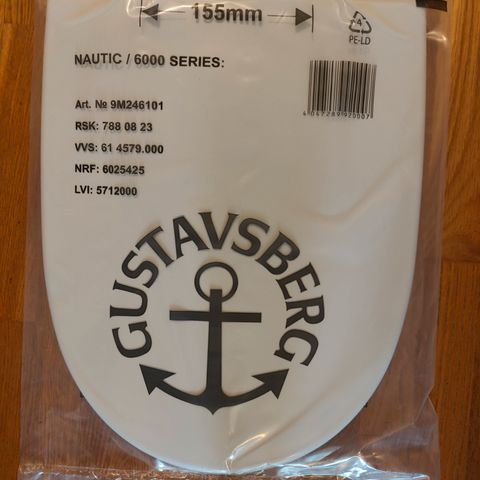 155mm
4
PE-LD
NAUTIC / 6000 SERIES:
Art. № 9M246101
RSK: 788 08 23
VVS: 61 4579.000
NRF: 6025425
LVI: 5712000
GUSTAVSBERG